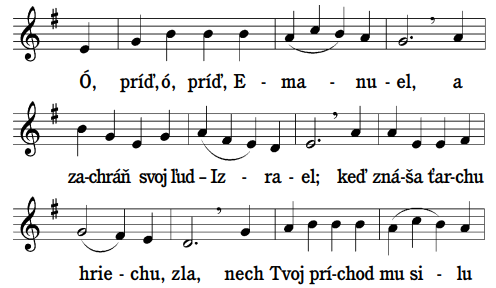 Ó, príď, ó, príď, E - ma - nu - el, a
za-chráň svoj ľud – Iz - ra - el; keď zná-ša ťar-chu
hrie - chu, zla, nech Tvoj prí-chod mu si - lu